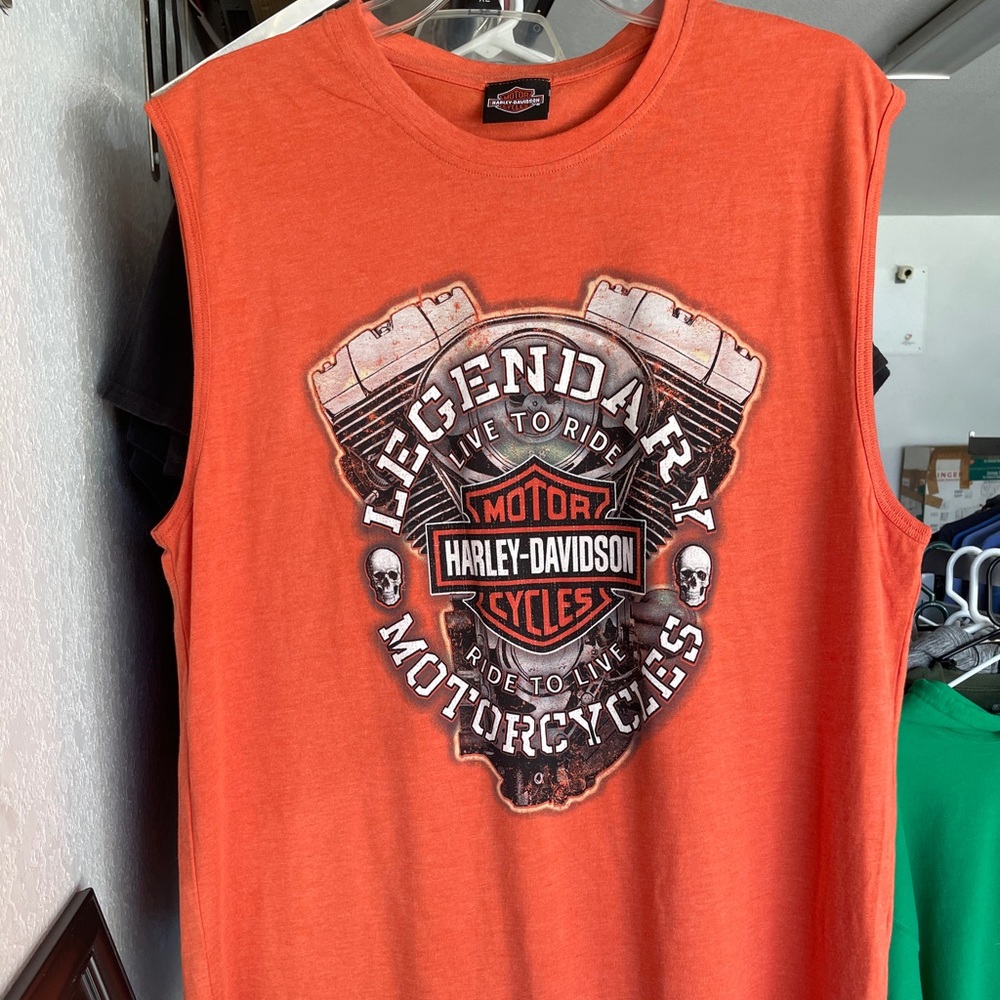 MOTOR
HARLEY-DAVIDSON
CYCLES
LEGENDARY
LIVE TO RIDE
MOTOR
HARLEY-DAVIDSON
CYCLES
RIDE TO LIVE
MOTORCYCLES